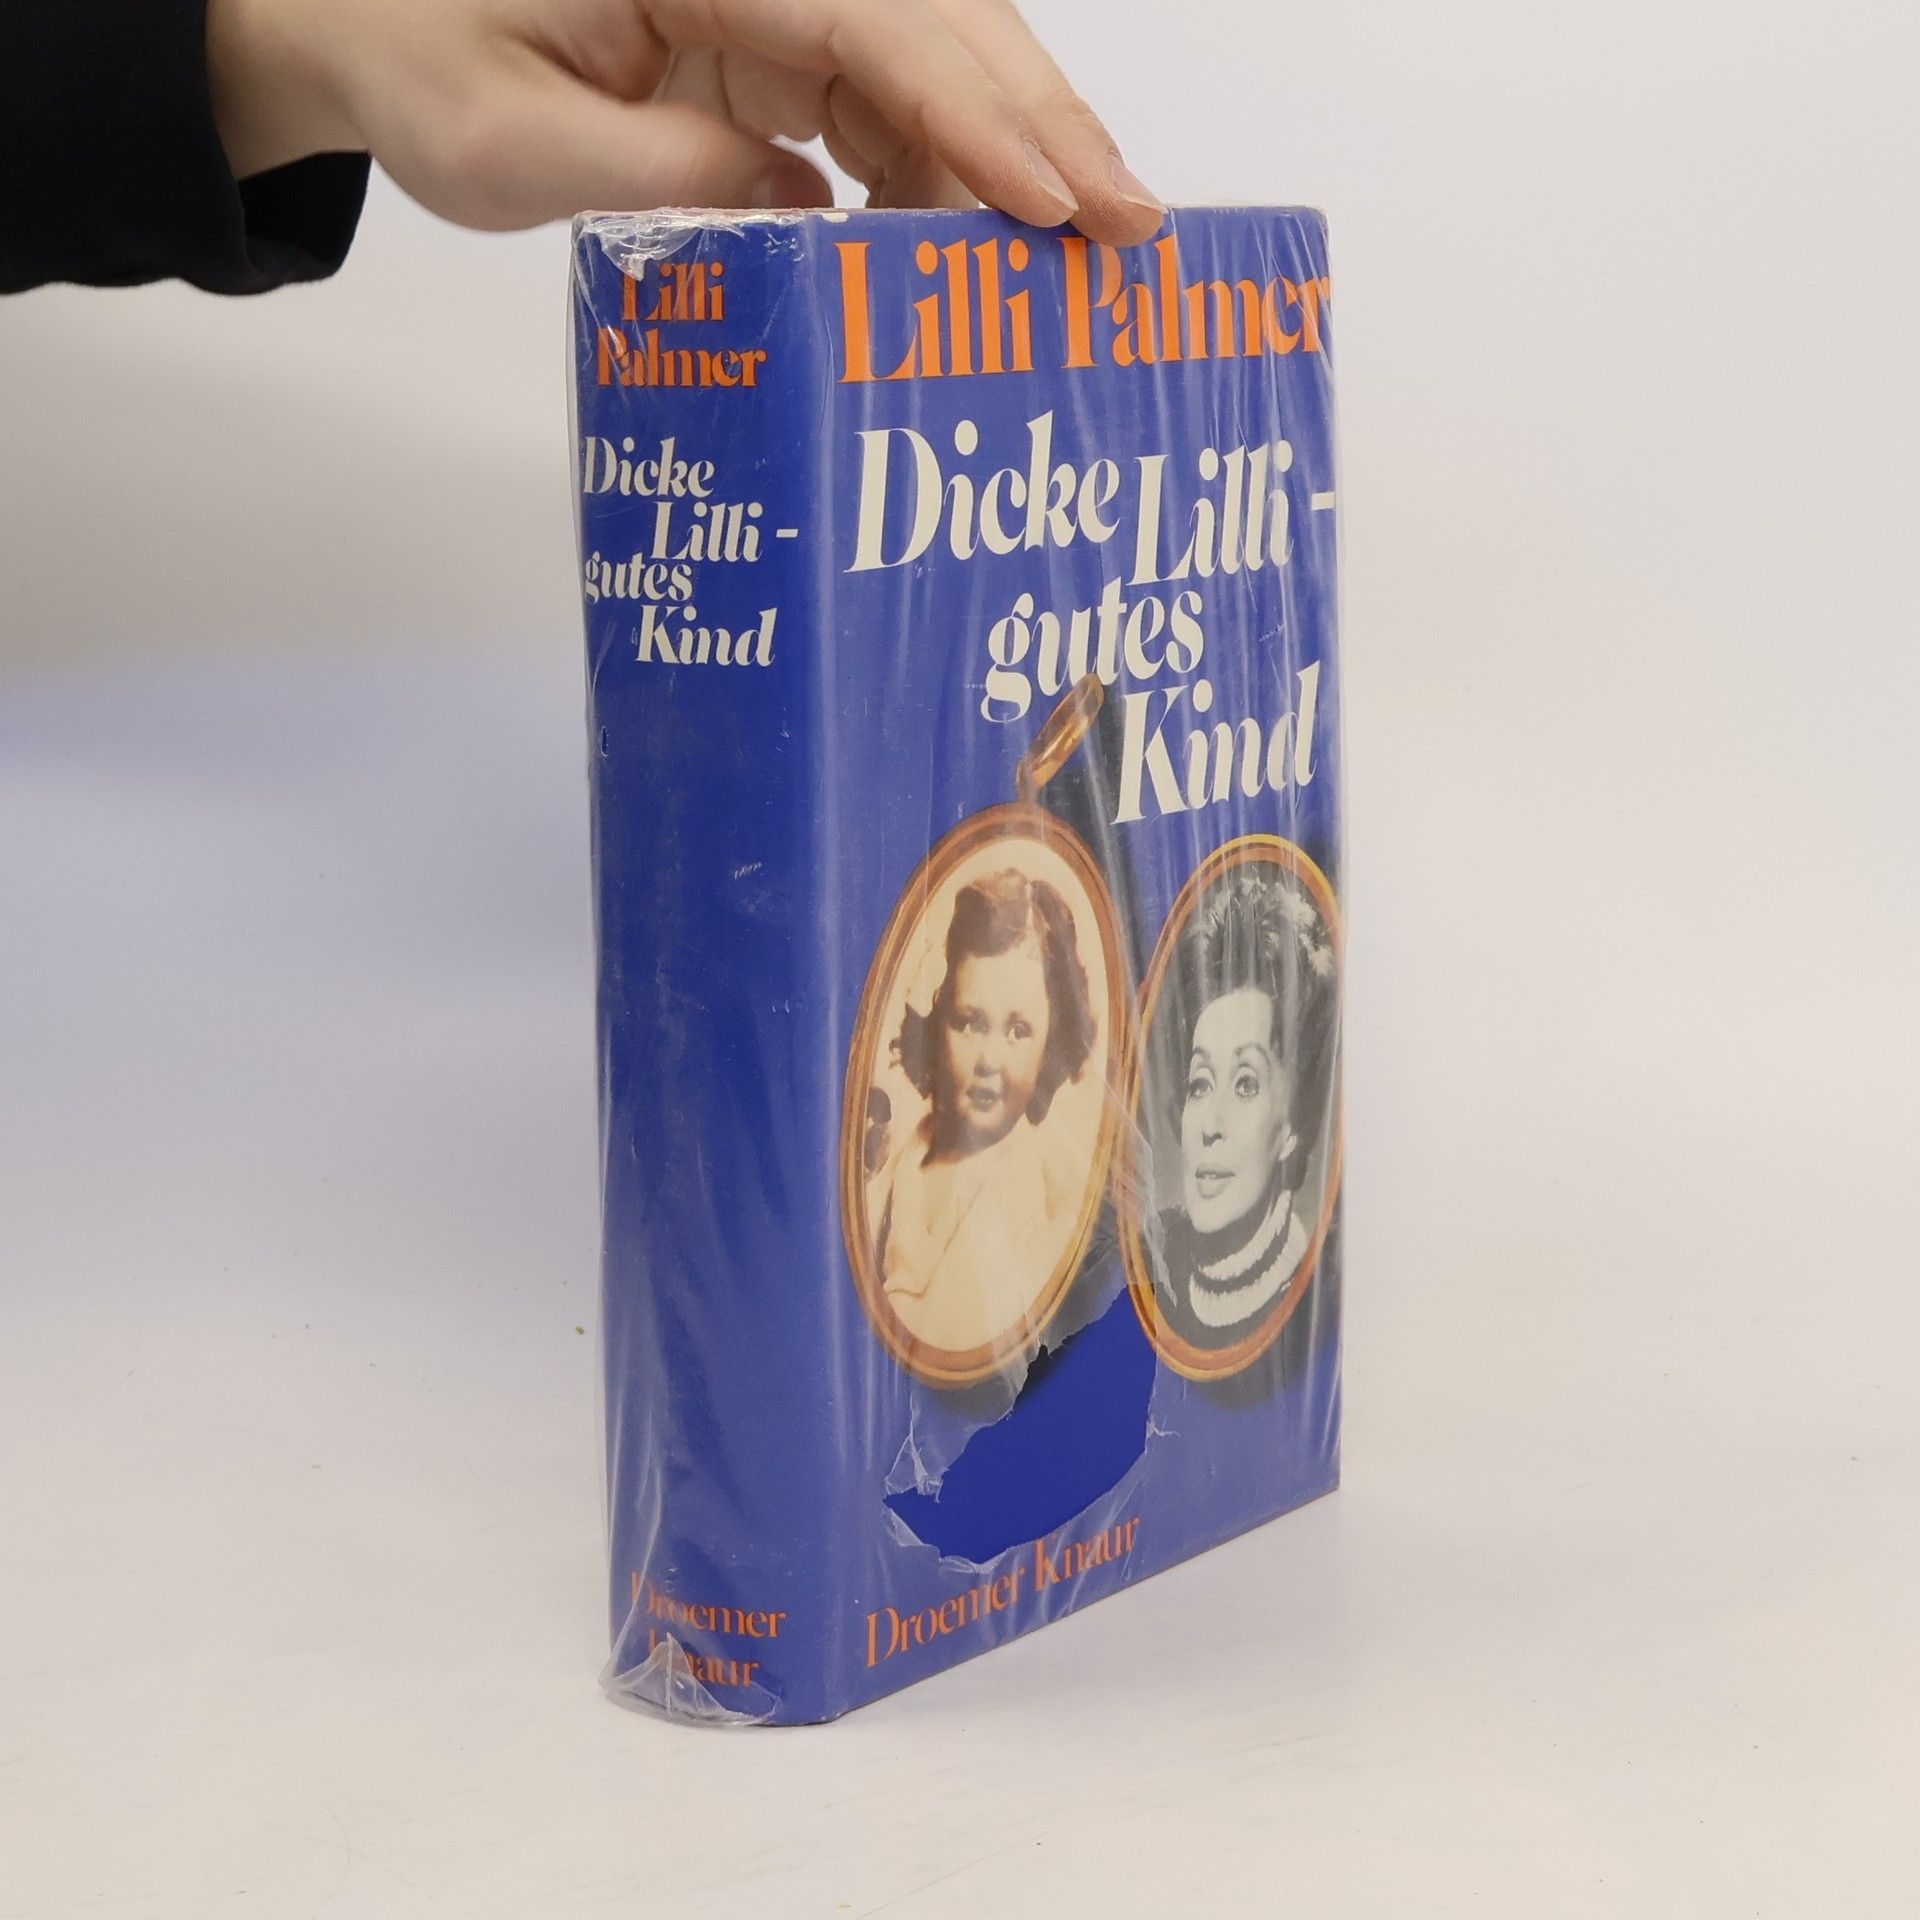 Lilli
Palmer
Dicke
Lilli -
gutes
Kind
Droemer
Knaur
Lilli Palmer
Dicke Lilli -
gutes
Kind
Droemer Knaur